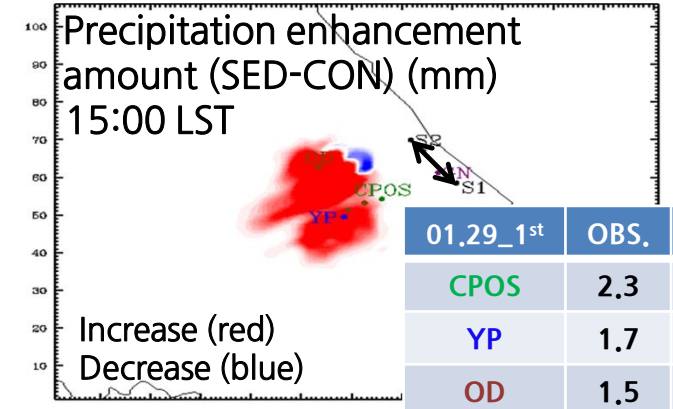 Precipitation enhancement
amount (SED-CON) (mm)
15:00 LST
100
90
80
70
60
50
40
30
20
10
S2
S1
OD
CPOS
YP
Increase (red)
Decrease (blue)
01.29_1st OBS.
CPOS 2.3
YP 1.7
OD 1.5